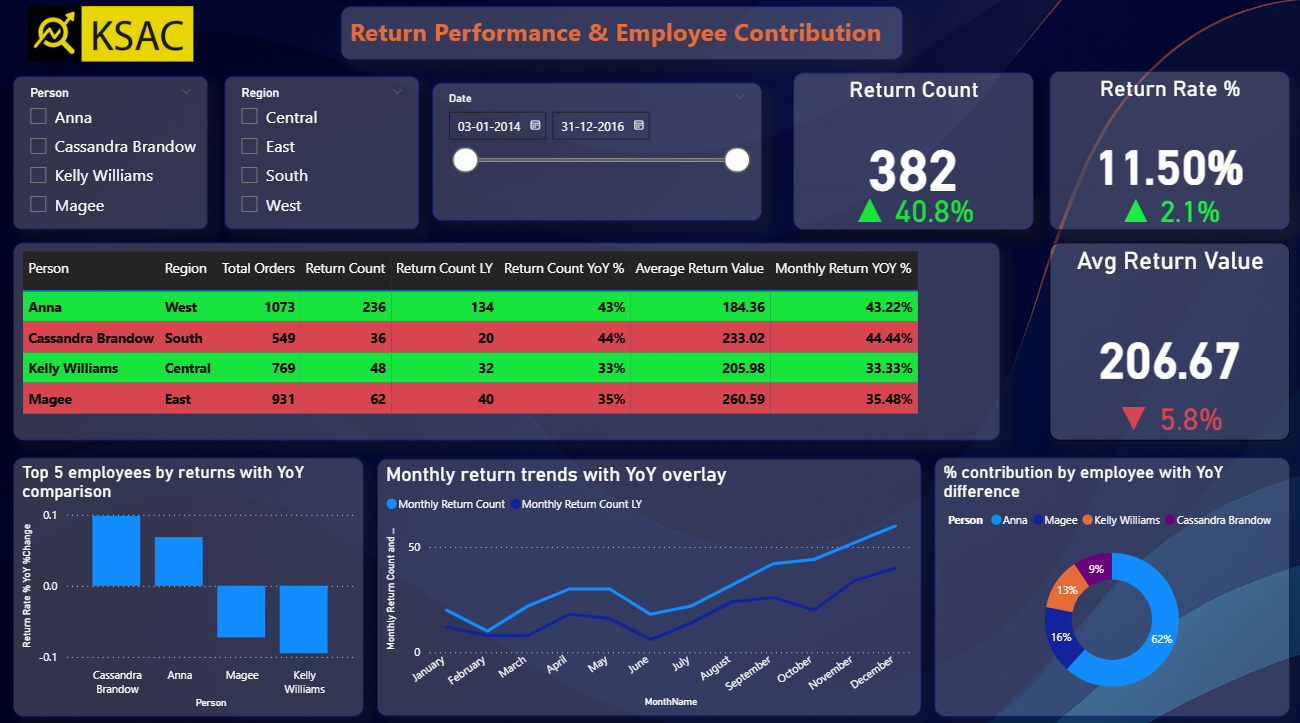 KSAC
Return Performance & Employee Contribution
Person
Anna
Cassandra Brandow
Kelly Williams
Magee
Region
Central
East
South
West
Date
03-01-2014
31-12-2016
Return Count
382
▲ 40.8%
Return Rate %
11.50%
▲ 2.1%
Person Region Total Orders Return Count Return Count LY Return Count YoY % Average Return Value Monthly Return YOY %
Anna West 1073 236 134 43% 184.36 43.22%
Cassandra Brandow South 549 36 20 44% 233.02 44.44%
Kelly Williams Central 769 48 32 33% 205.98 33.33%
Magee East 931 62 40 35% 260.59 35.48%
Avg Return Value
206.67
▼ 5.8%
Top 5 employees by returns with YoY
comparison
Return Rate % YoY %Change
0.1
0.0
-0.1
Cassandra
Brandow
Anna
Magee
Kelly
Williams
Person
Monthly return trends with YoY overlay
Monthly Return Count Monthly Return Count LY
Monthly Return Count and ...
50
0
January
February
March
April
May
June
July
August
September
October
November
December
MonthName
% contribution by employee with YoY
difference
Person Anna Magee Kelly Williams Cassandra Brandow
9%
13%
16%
62%